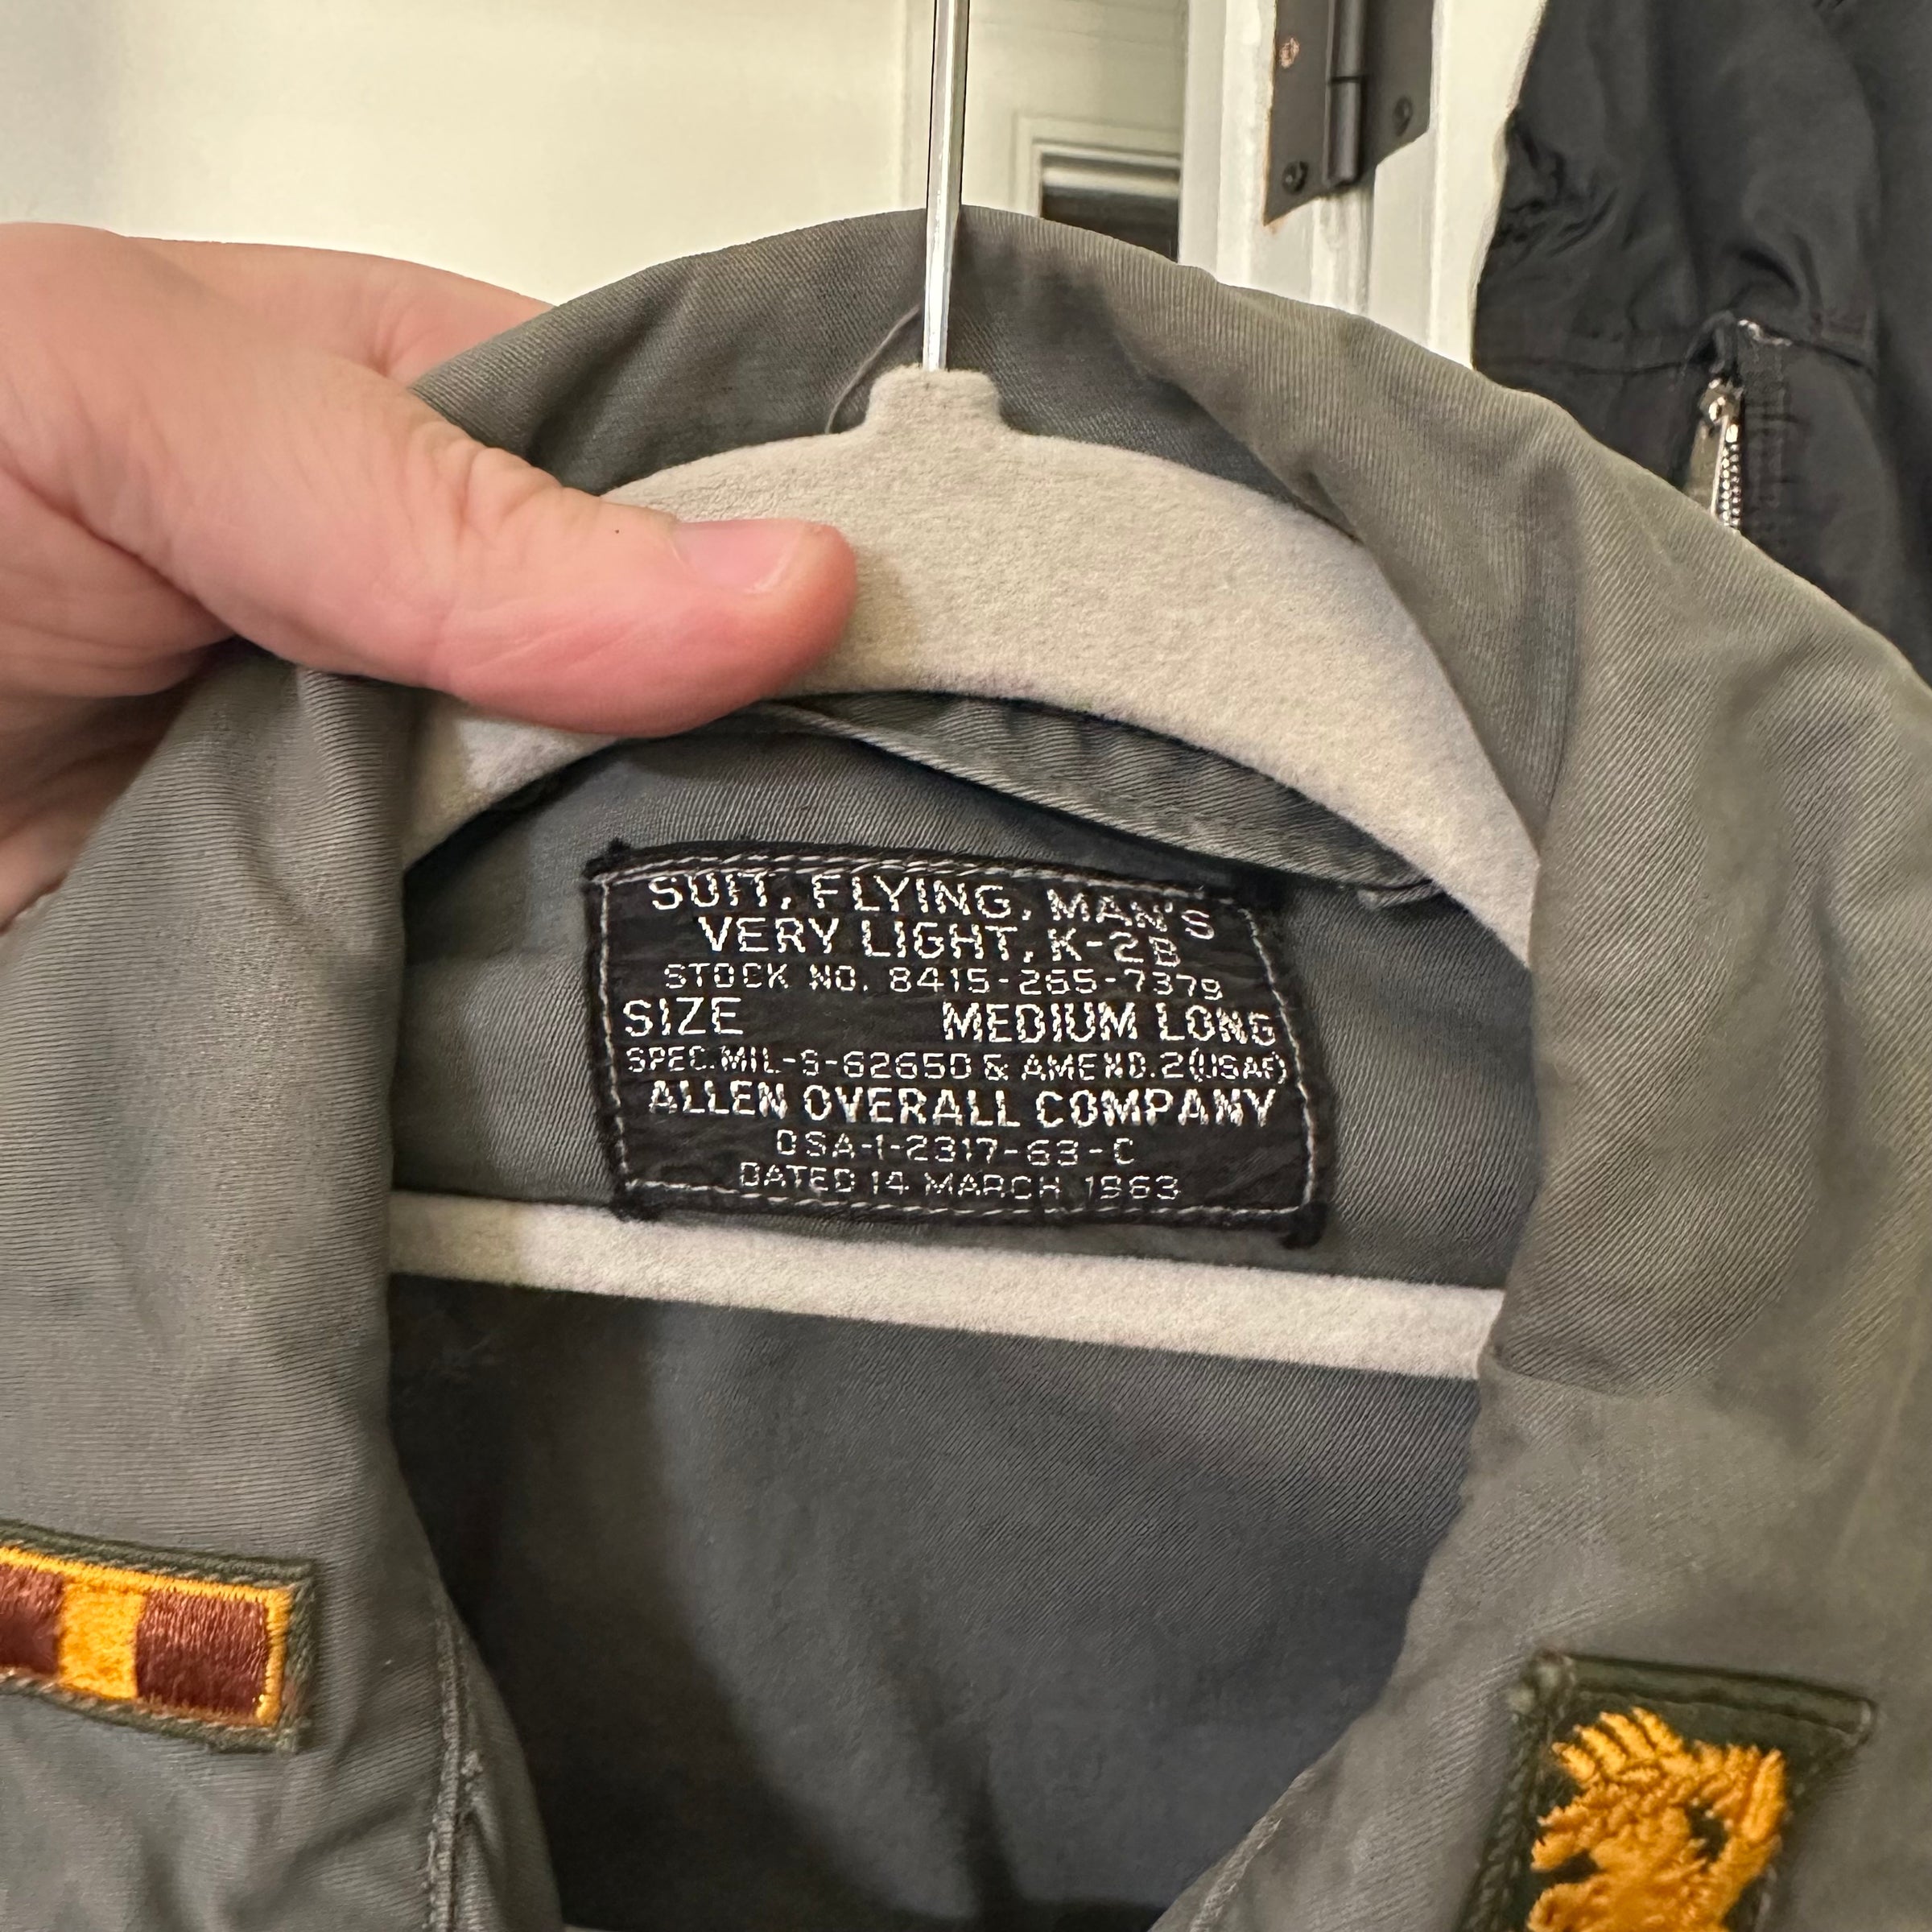 SUIT, FLYING, MAN'S
VERY LIGHT, K-2B
STOCK NO. 8415-265-7379
SIZE MEDIUM LONG
SPEC. MIL-S-6265D & AMEND. 2 (USAF)
ALLEN OVERALL COMPANY
DSA-1-2317-63-C
DATED 14 MARCH 1963